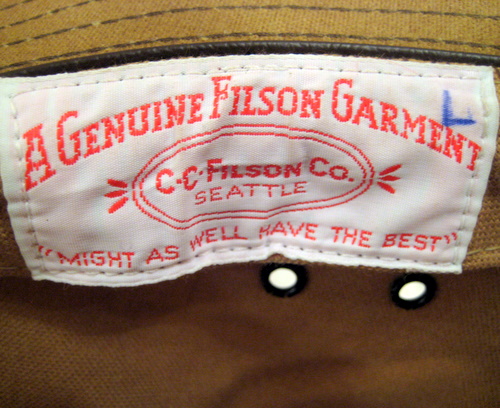 A GENUINE FILSON GARMENT
L
C-C-FILSON CO.
SEATTLE
"MIGHT AS WELL HAVE THE BEST"